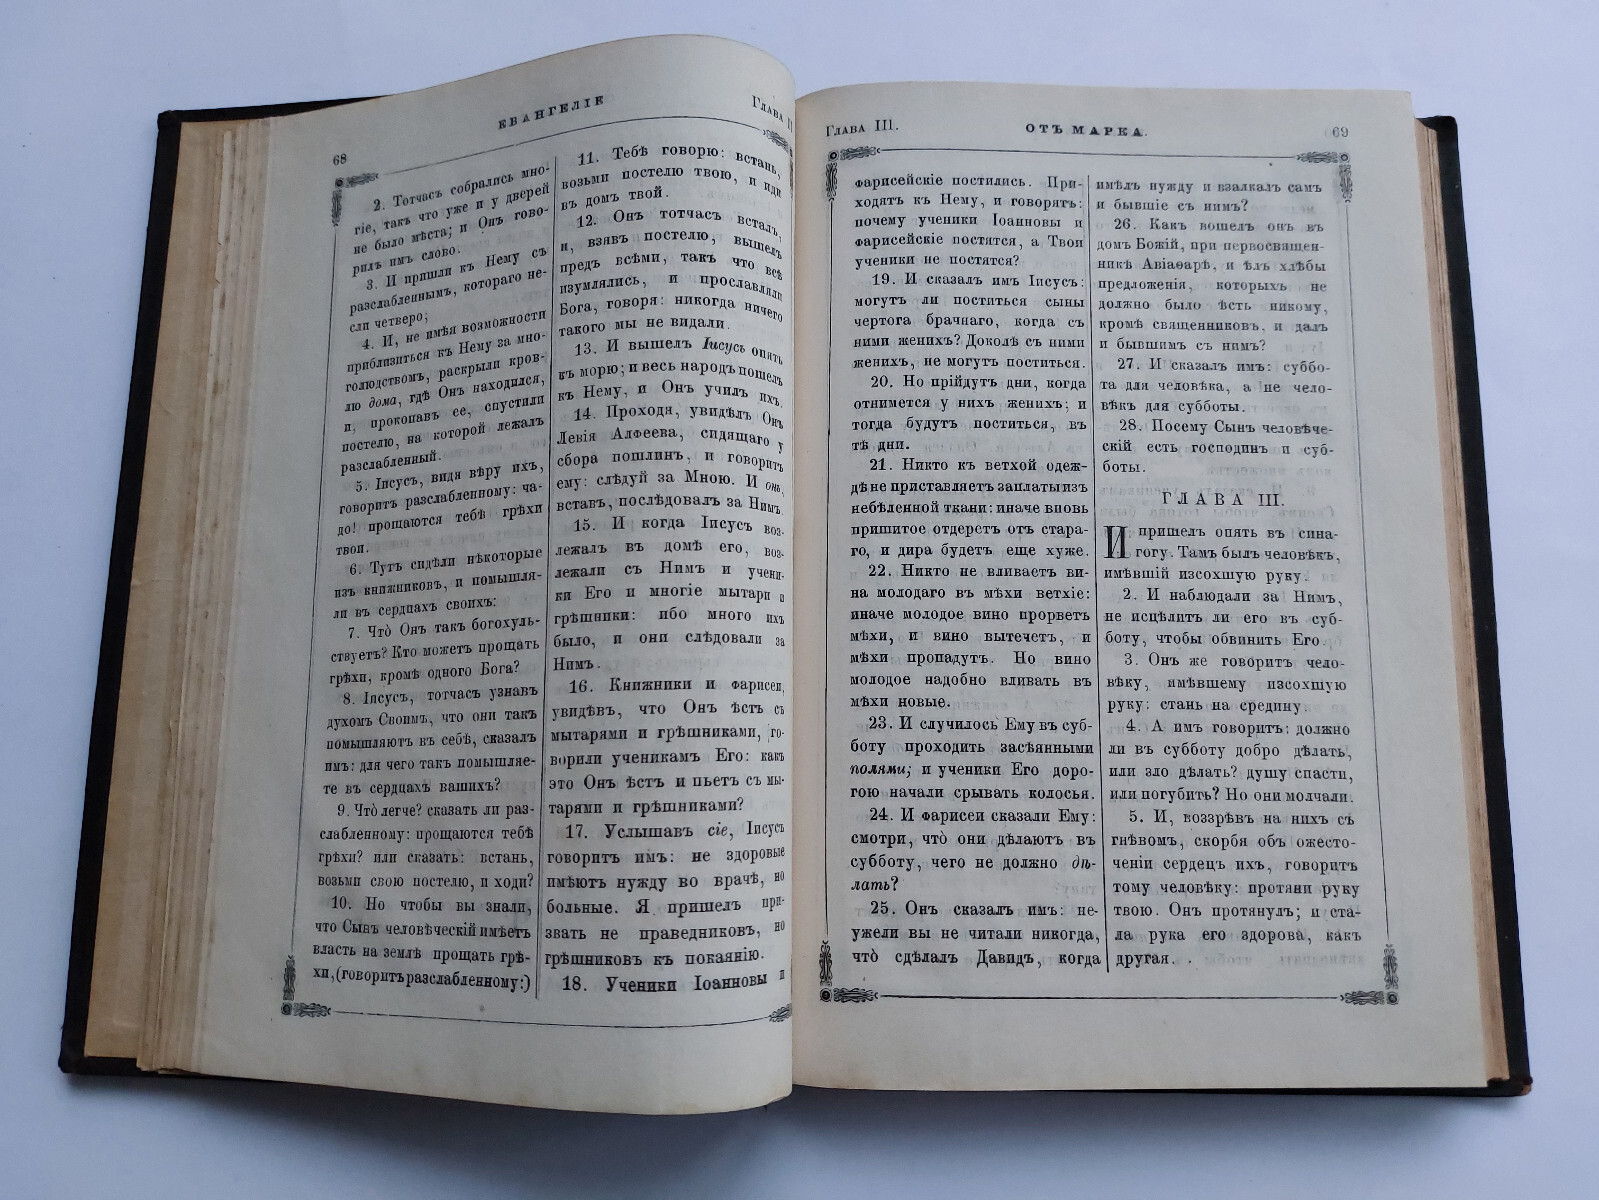 68
ЕВАНГЕЛІЕ
Глава II
2. Тотчасъ собрались мно-
гіе, такъ что уже и у дверей
не было мѣста; и Онъ гово-
рилъ имъ слово.
3. И пришли къ Нему съ
разслабленнымъ, котораго не-
сли четверо;
4. И, не имѣя возможности
приблизиться къ Нему за мно-
голюдствомъ, раскрыли кров-
лю дома, гдѣ Онъ находился,
и, прокопавъ ее, спустили
постелю, на которой лежалъ
разслабленный.
5. Іисусъ, видя вѣру ихъ,
говоритъ разслабленному: ча-
до! прощаются тебѣ грѣхи
твои.
6. Тутъ сидѣли нѣкоторые
изъ книжниковъ, и помышля-
ли въ сердцахъ своихъ:
7. Что̀ Онъ такъ богохуль-
ствуетъ? Кто можетъ прощать
грѣхи, кромѣ одного Бога?
8. Іисусъ, тотчасъ узнавъ
духомъ Своимъ, что они такъ
помышляютъ въ себѣ, сказалъ
имъ: для чего такъ помышляе-
те въ сердцахъ вашихъ?
9. Что̀ легче? сказать ли раз-
слабленному: прощаются тебѣ
грѣхи? или сказать: встань,
возьми свою постелю, и ходи?
10. Но чтобы вы знали,
что Сынъ человѣческій имѣетъ
власть на землѣ прощать грѣ-
хи, (говоритъ разслабленному:)
11. Тебѣ говорю: встань,
возьми постелю твою, и иди
въ домъ твой.
12. Онъ тотчасъ всталъ,
и, взявъ постелю, вышелъ
предъ всѣми, такъ что всѣ
изумлялись, и прославляли
Бога, говоря: никогда ничего
такого мы не видали.
13. И вышелъ Іисусъ опять
къ морю; и весь народъ пошелъ
къ Нему, и Онъ училъ ихъ.
14. Проходя, увидѣлъ Онъ
Левія Алфеева, сидящаго у
сбора пошлинъ, и говоритъ
ему: слѣдуй за Мною. И онъ,
вставъ, послѣдовалъ за Нимъ.
15. И когда Іисусъ воз-
лежалъ въ домѣ его, воз-
лежали съ Нимъ и учени-
ки Его и многіе мытари и
грѣшники: ибо много ихъ
было, и они слѣдовали за
Нимъ.
16. Книжники и фарисеи,
увидѣвъ, что Онъ ѣстъ съ
мытарями и грѣшниками, го-
ворили ученикамъ Его: какъ
это Онъ ѣстъ и пьетъ съ мы-
тарями и грѣшниками?
17. Услышавъ сіе, Іисусъ
говоритъ имъ: не здоровые
имѣютъ нужду во врачѣ, но
больные. Я пришелъ при-
звать не праведниковъ, но
грѣшниковъ къ покаянію.
18. Ученики Іоанновы и
Глава III.
ОТЪ МАРКА.
69
фарисейскіе постились. При-
ходятъ къ Нему, и говорятъ:
почему ученики Іоанновы и
фарисейскіе постятся, а Твои
ученики не постятся?
19. И сказалъ имъ Іисусъ:
могутъ ли поститься сыны
чертога брачнаго, когда съ
ними женихъ? Доколѣ съ ними
женихъ, не могутъ поститься.
20. Но прійдутъ дни, когда
отнимется у нихъ женихъ; и
тогда будутъ поститься, въ
тѣ дни.
21. Никто къ ветхой одеж-
дѣ не приставляетъ заплаты изъ
небѣленной ткани: иначе вновь
пришитое отдеретъ отъ стара-
го, и дира будетъ еще хуже.
22. Никто не вливаетъ ви-
на молодаго въ мѣхи ветхіе:
иначе молодое вино прорветъ
мѣхи, и вино вытечетъ, и
мѣхи пропадутъ. Но вино
молодое надобно вливать въ
мѣхи новые.
23. И случилось Ему въ суб-
боту проходить засѣянными
полями; и ученики Его доро-
гою начали срывать колосья.
24. И фарисеи сказали Ему:
смотри, что̀ они дѣлаютъ въ
субботу, чего не должно дѣ-
лать?
25. Онъ сказалъ имъ: не-
ужели вы не читали никогда,
что̀ сдѣлалъ Давидъ, когда
имѣлъ нужду и взалкалъ самъ
и бывшіе съ нимъ?
26. Какъ вошелъ онъ въ
домъ Божій, при первосвящен-
никѣ Авіаѳарѣ, и ѣлъ хлѣбы
предложенія, которыхъ не
должно было ѣсть никому,
кромѣ священниковъ, и далъ
и бывшимъ съ нимъ?
27. И сказалъ имъ: суббо-
та для человѣка, а не чело-
вѣкъ для субботы.
28. Посему Сынъ человѣче-
скій есть господинъ и суб-
боты.
ГЛАВА III.
И пришелъ опять въ сина-
гогу. Тамъ былъ человѣкъ,
имѣвшій изсохшую руку.
2. И наблюдали за Нимъ,
не исцѣлитъ ли его въ суб-
боту, чтобы обвинить Его.
3. Онъ же говоритъ чело-
вѣку, имѣвшему изсохшую
руку: стань на средину.
4. А имъ говоритъ: должно
ли въ субботу добро дѣлать,
или зло дѣлать? душу спасти,
или погубить? Но они молчали.
5. И, воззрѣвъ на нихъ съ
гнѣвомъ, скорбя объ ожесто-
ченіи сердецъ ихъ, говоритъ
тому человѣку: протяни руку
твою. Онъ протянулъ; и ста-
ла рука его здорова, какъ
другая.